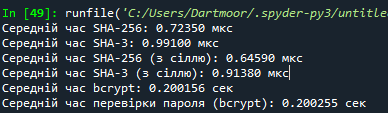 In [49]: runfile('C:/Users/Dartmoor/.spyder-py3/untitle
Середній час SHA-256: 0.72350 мкс
Середній час SHA-3: 0.99100 мкс
Середній час SHA-256 (з сіллю): 0.64590 мкс
Середній час SHA-3 (з сіллю): 0.91380 мкс
Середній час bcrypt: 0.200156 сек
Середній час перевірки пароля (bcrypt): 0.200255 сек